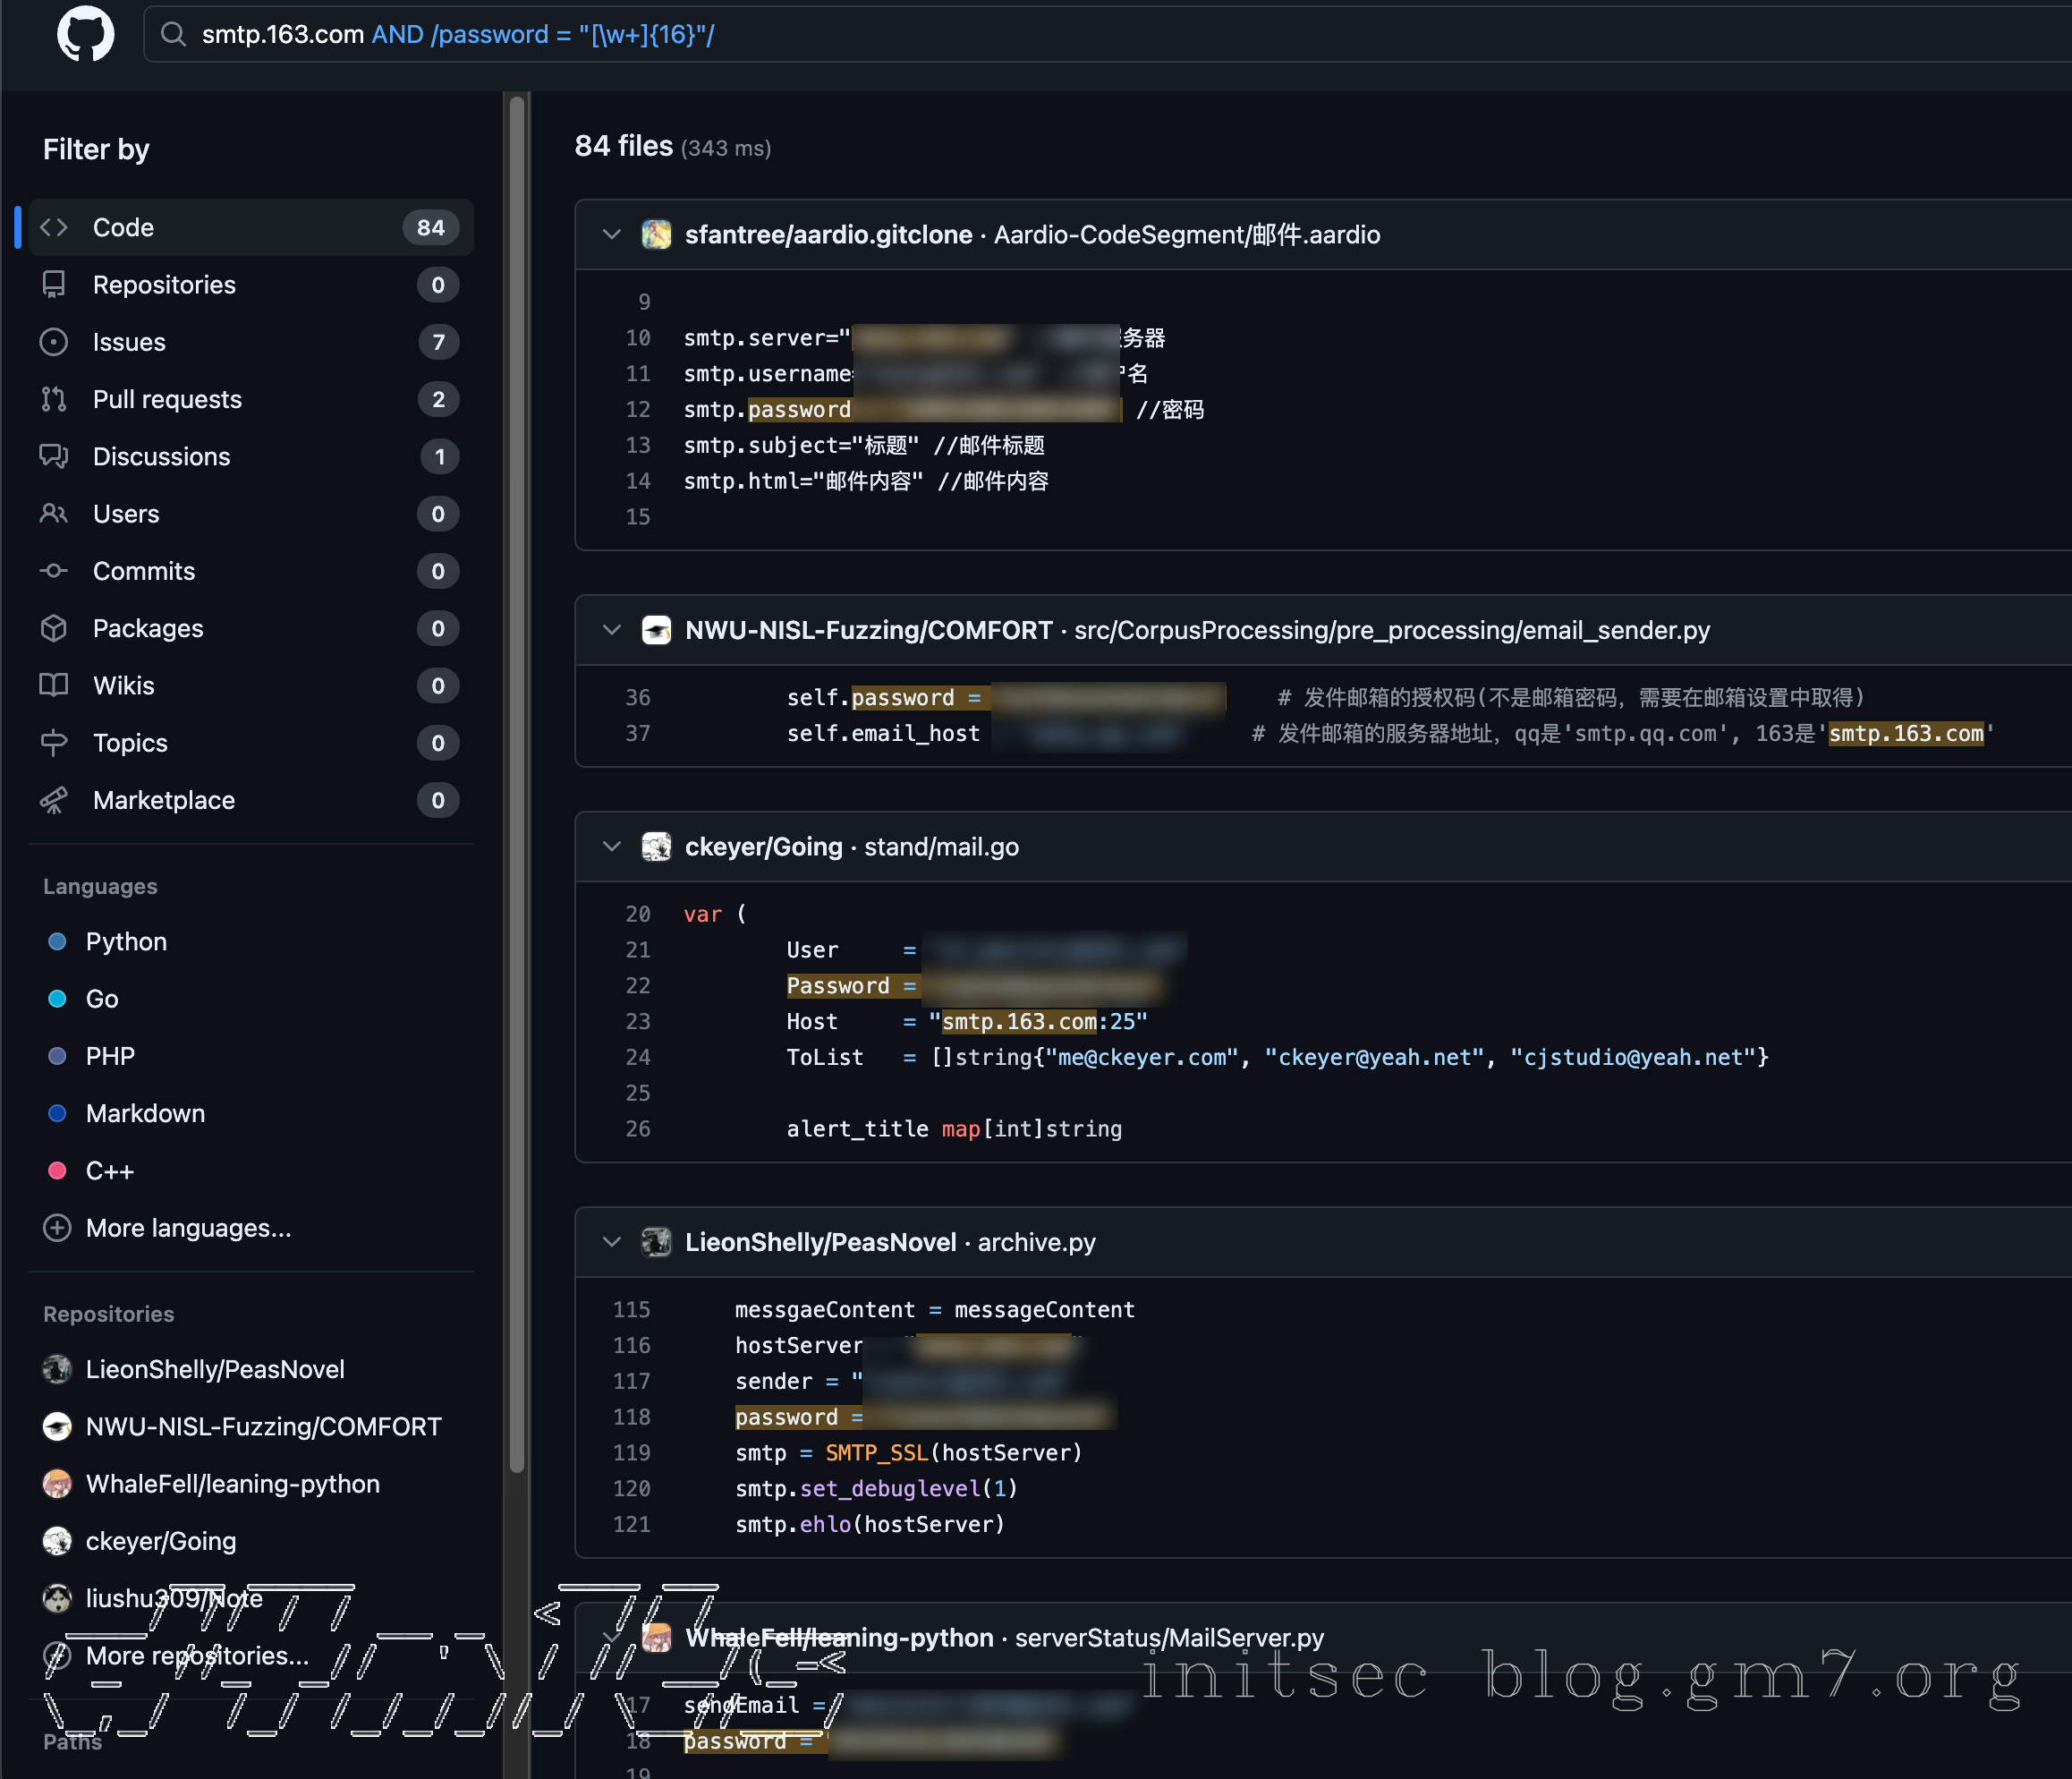 smtp.163.com AND /password = "[\w+]{16}"/
Filter by
Code 84
Repositories 0
Issues 7
Pull requests 2
Discussions 1
Users 0
Commits 0
Packages 0
Wikis 0
Topics 0
Marketplace 0
Languages
Python
Go
PHP
Markdown
C++
More languages...
Repositories
LieonShelly/PeasNovel
NWU-NISL-Fuzzing/COMFORT
WhaleFell/leaning-python
ckeyer/Going
liushu309/Note
More repositories...
Paths
84 files (343 ms)
sfantree/aardio.gitclone · Aardio-CodeSegment/邮件.aardio
9
10 smtp.server=" 务器
11 smtp.username= 名
12 smtp.password //密码
13 smtp.subject="标题" //邮件标题
14 smtp.html="邮件内容" //邮件内容
15
NWU-NISL-Fuzzing/COMFORT · src/CorpusProcessing/pre_processing/email_sender.py
36 self.password = # 发件邮箱的授权码(不是邮箱密码，需要在邮箱设置中取得)
37 self.email_host # 发件邮箱的服务器地址，qq是'smtp.qq.com', 163是'smtp.163.com'
ckeyer/Going · stand/mail.go
20 var (
21 User =
22 Password =
23 Host = "smtp.163.com:25"
24 ToList = []string{"me@ckeyer.com", "ckeyer@yeah.net", "cjstudio@yeah.net"}
25
26 alert_title map[int]string
LieonShelly/PeasNovel · archive.py
115 messgaeContent = messageContent
116 hostServer
117 sender = "
118 password =
119 smtp = SMTP_SSL(hostServer)
120 smtp.set_debuglevel(1)
121 smtp.ehlo(hostServer)
WhaleFell/leaning-python · serverStatus/MailServer.py
17 sendEmail =
18 password =
19
initsec blog.gm7.org